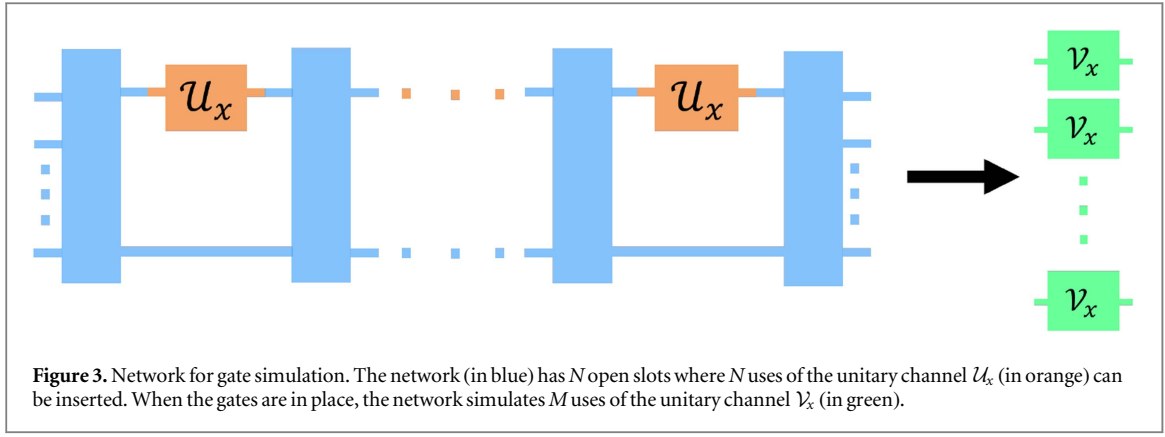 𝒰ₓ
𝒰ₓ
𝒱ₓ
𝒱ₓ
𝒱ₓ
Figure 3. Network for gate simulation. The network (in blue) has N open slots where N uses of the unitary channel 𝒰ₓ (in orange) can
be inserted. When the gates are in place, the network simulates M uses of the unitary channel 𝒱ₓ (in green).